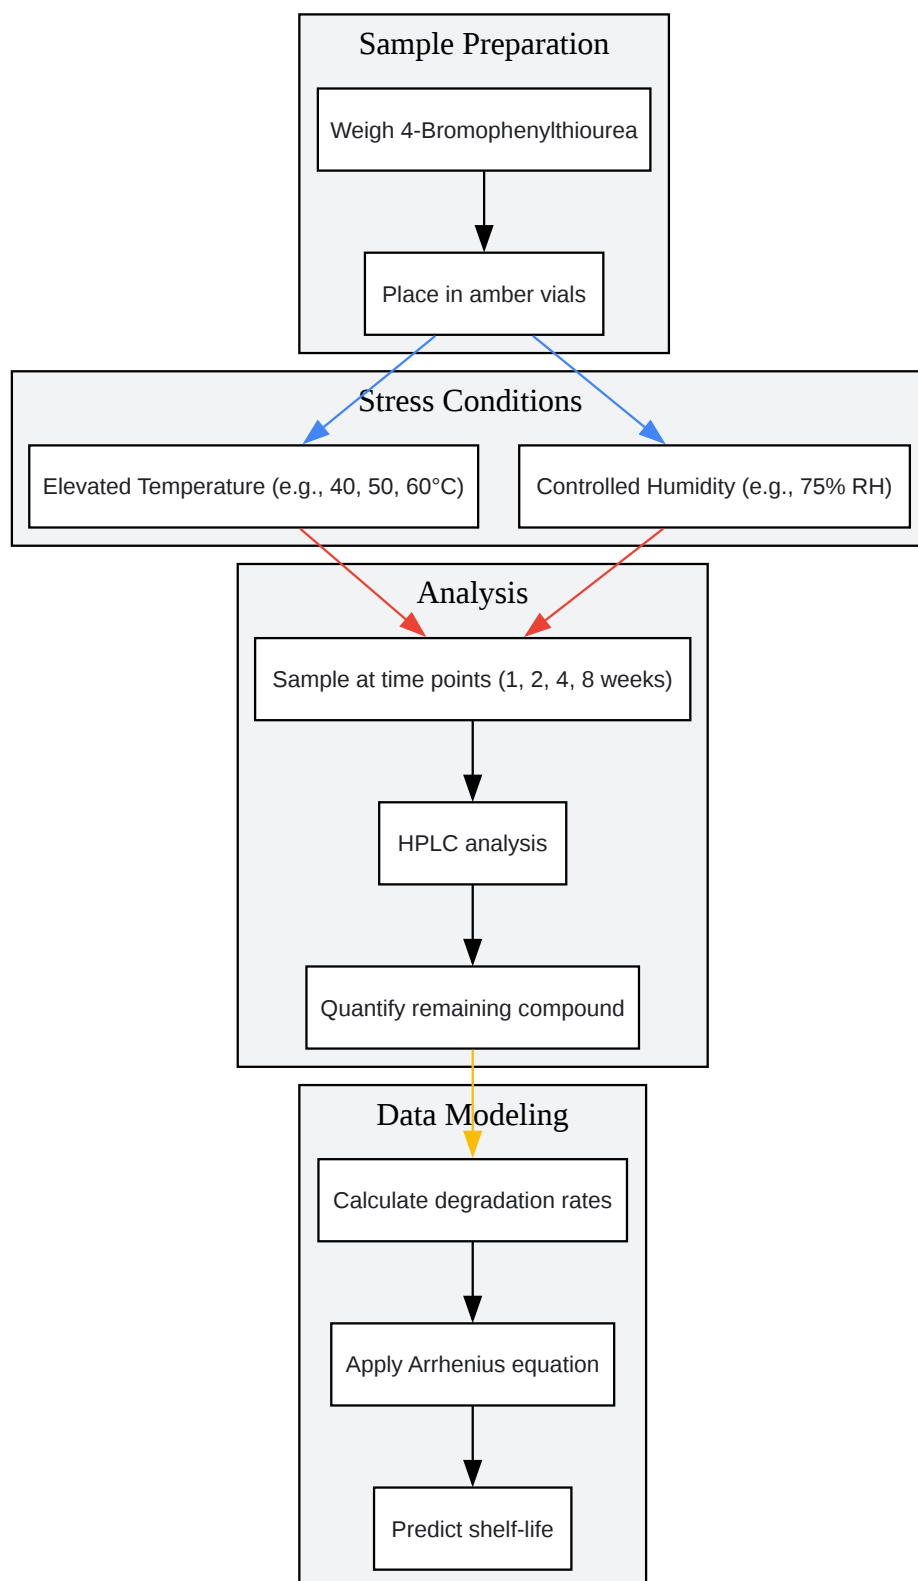 Sample Preparation
Weigh 4-Bromophenylthiourea
Place in amber vials
Stress Conditions
Elevated Temperature (e.g., 40, 50, 60°C)
Controlled Humidity (e.g., 75% RH)
Analysis
Sample at time points (1, 2, 4, 8 weeks)
HPLC analysis
Quantify remaining compound
Data Modeling
Calculate degradation rates
Apply Arrhenius equation
Predict shelf-life